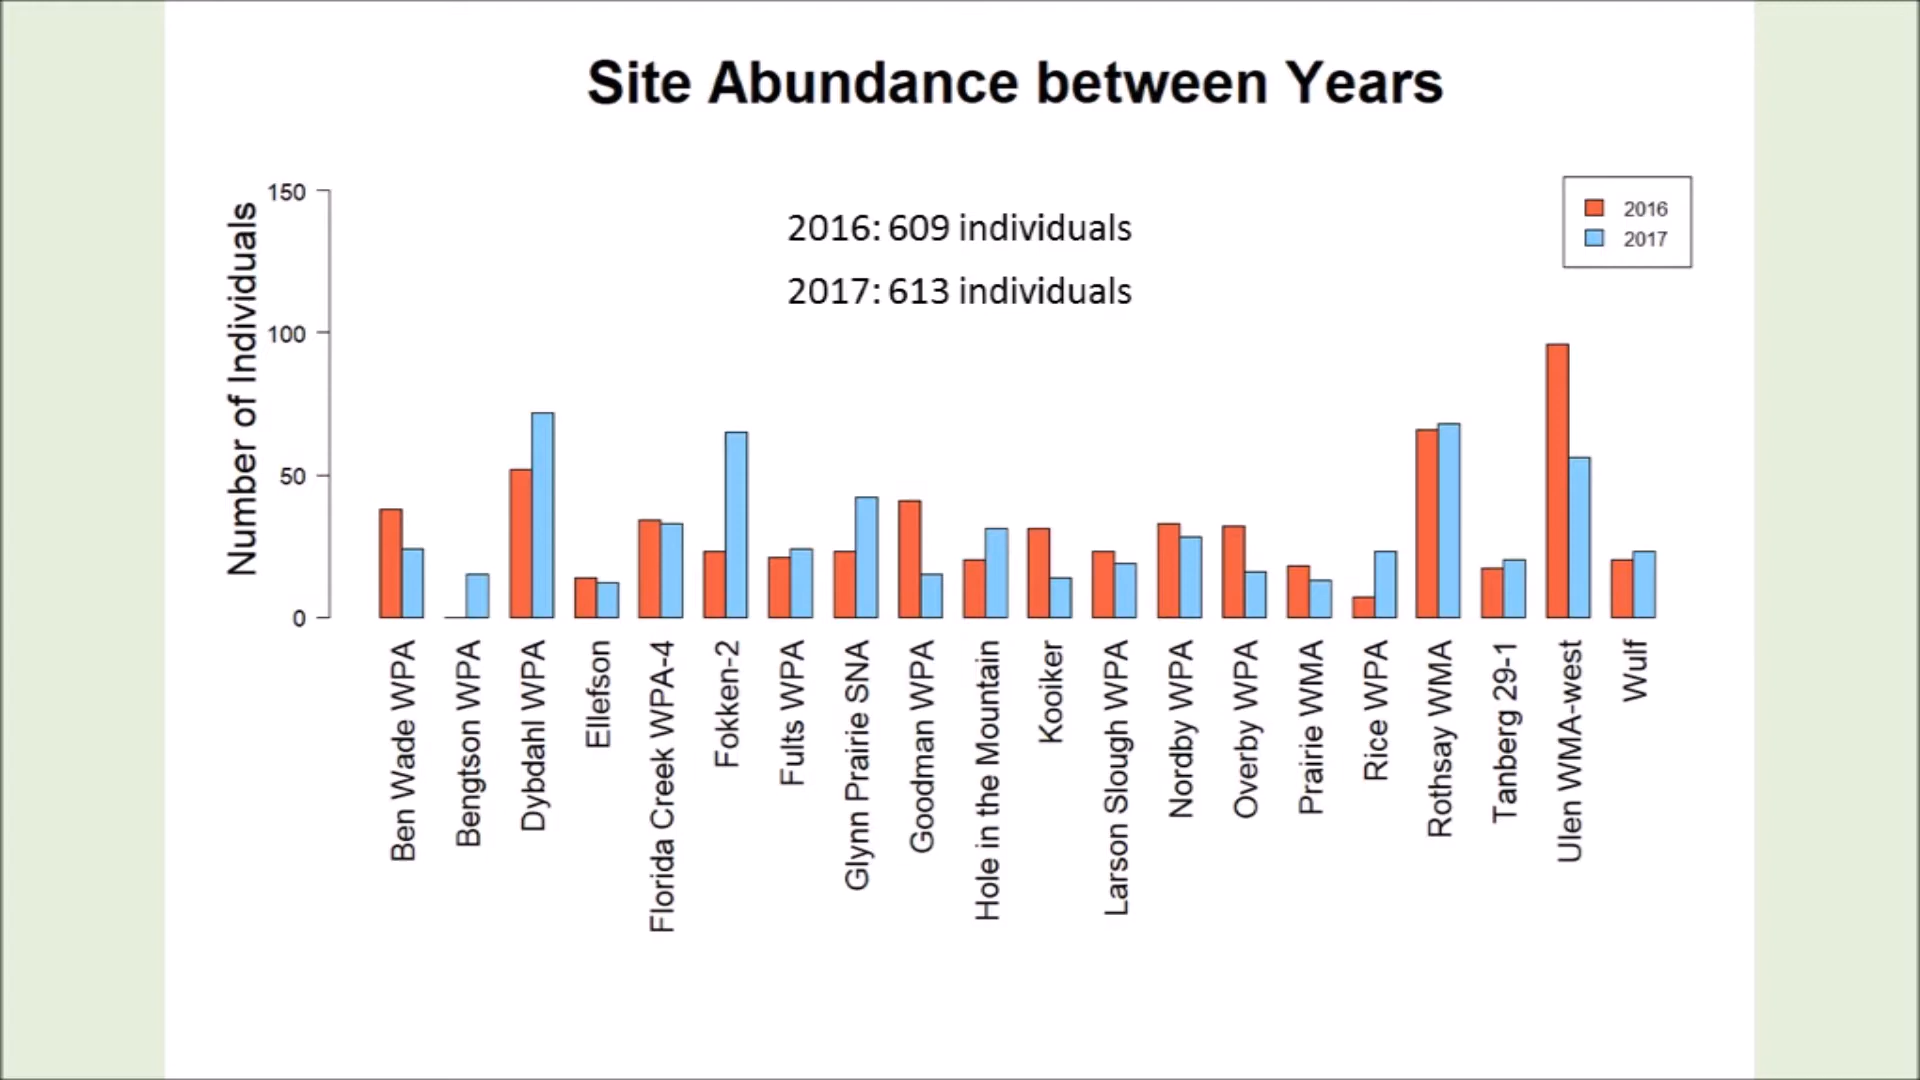 Site Abundance between Years
Number of Individuals
150
100
50
0
2016: 609 individuals
2017: 613 individuals
2016
2017
Ben Wade WPA
Bengtson WPA
Dybdahl WPA
Ellefson
Florida Creek WPA-4
Fokken-2
Fults WPA
Glynn Prairie SNA
Goodman WPA
Hole in the Mountain
Kooiker
Larson Slough WPA
Nordby WPA
Overby WPA
Prairie WMA
Rice WPA
Rothsay WMA
Tanberg 29-1
Ulen WMA-west
Wulf